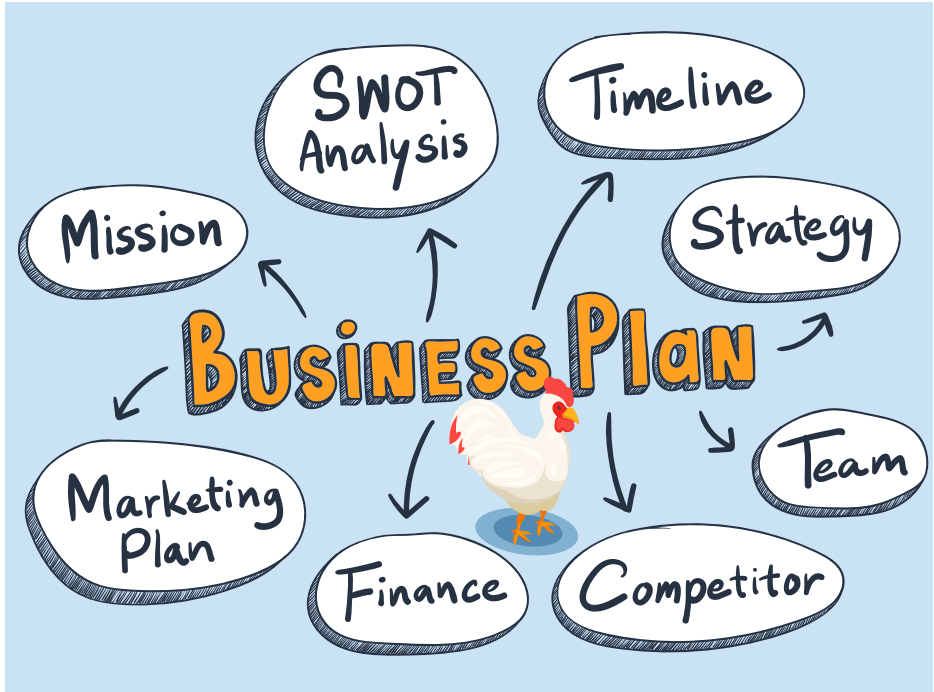 SWOT
Analysis
Timeline
Mission
Strategy
Business Plan
Marketing
Plan
Team
Finance
Competitor